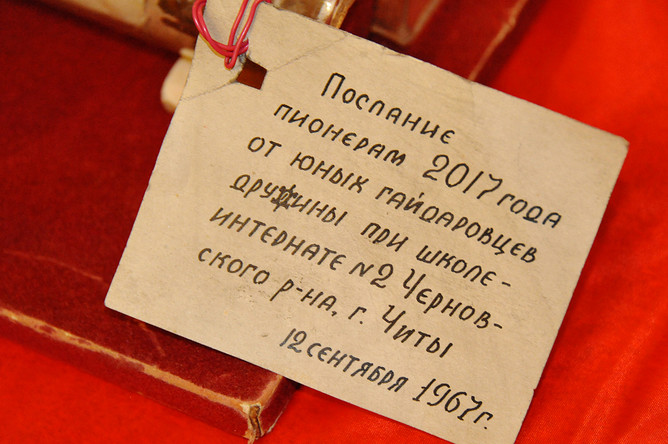 Послание
пионерам 2017 года
от юных гайдаровцев
дружины при школе-
интернате №2 Чернов-
ского р-на, г. Читы
12 сентября 1967г.